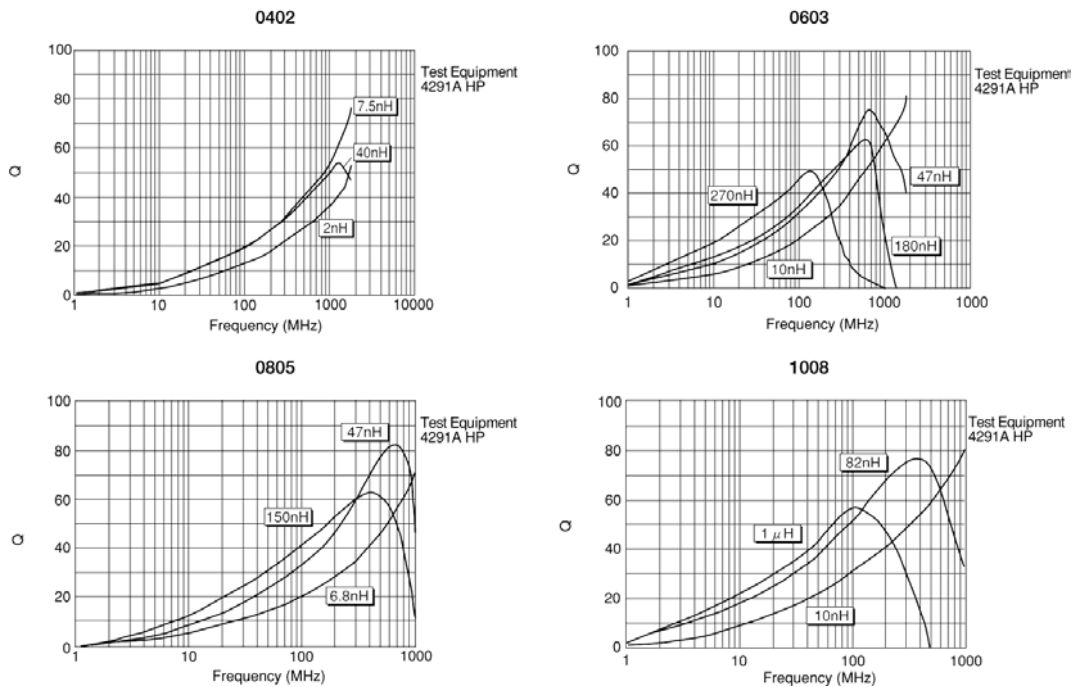 0402
100
80
60
40
20
0
Q
7.5nH
40nH
2nH
1
10
100
1000
10000
Frequency (MHz)
Test Equipment
4291A HP
0603
100
80
60
40
20
0
Q
270nH
10nH
47nH
180nH
1
10
100
1000
1000
Frequency (MHz)
Test Equipment
4291A HP
0805
100
80
60
40
20
0
Q
47nH
150nH
6.8nH
1
10
100
1000
Frequency (MHz)
Test Equipment
4291A HP
1008
100
80
60
40
20
0
Q
82nH
1 μH
10nH
1
10
100
1000
Frequency (MHz)
Test Equipment
4291A HP